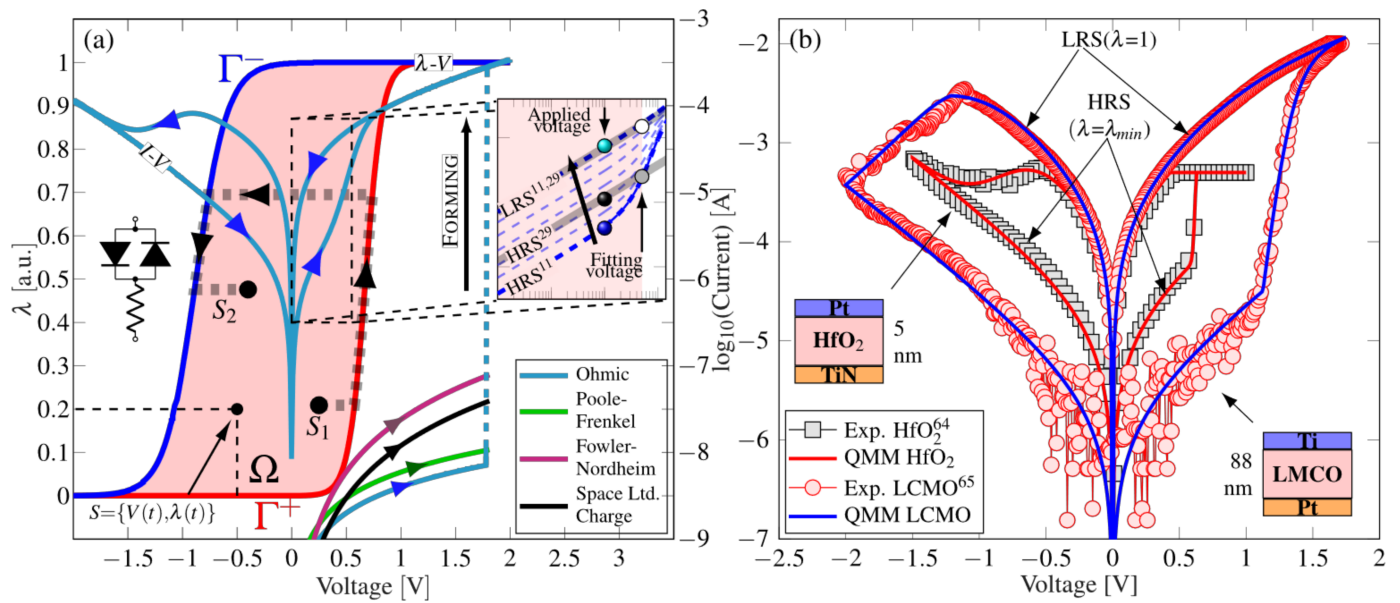 (a)
Γ⁻
λ-V
I-V
1
0.9
0.8
0.7
0.6
0.5
0.4
0.3
0.2
0.1
0
λ [a.u.]
−1.5
−1
−0.5
0
0.5
1
1.5
2
2.5
3
Voltage [V]
−3
−4
−5
−6
−7
−8
−9
log₁₀(Current) [A]
FORMING
Applied
voltage
LRS¹¹,²⁹
HRS²⁹
HRS¹¹
Fitting
voltage
S₂
S₁
Ω
S={V(t),λ(t)}
Γ⁺
Ohmic
Poole-
Frenkel
Fowler-
Nordheim
Space Ltd.
Charge
(b)
LRS(λ=1)
HRS
(λ=λₘᵢₙ)
−2
−3
−4
−5
−6
−7
−2.5
−2
−1.5
−1
−0.5
0
0.5
1
1.5
2
Voltage [V]
Pt
HfO₂
TiN
5
nm
Ti
LMCO
Pt
88
nm
Exp. HfO₂⁶⁴
QMM HfO₂
Exp. LCMO⁶⁵
QMM LCMO